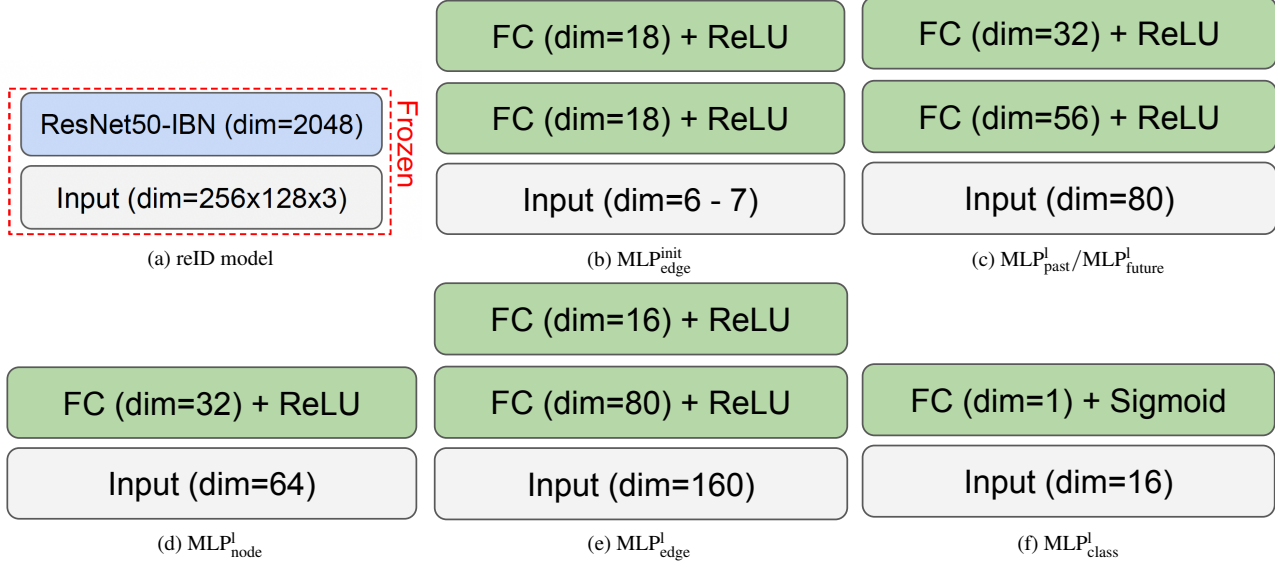 ResNet50-IBN (dim=2048)
Input (dim=256x128x3)
Frozen
(a) reID model
FC (dim=18) + ReLU
FC (dim=18) + ReLU
Input (dim=6 - 7)
(b) MLP^init_edge
FC (dim=32) + ReLU
FC (dim=56) + ReLU
Input (dim=80)
(c) MLP^l_past/MLP^l_future
FC (dim=32) + ReLU
Input (dim=64)
(d) MLP^l_node
FC (dim=16) + ReLU
FC (dim=80) + ReLU
Input (dim=160)
(e) MLP^l_edge
FC (dim=1) + Sigmoid
Input (dim=16)
(f) MLP^l_class